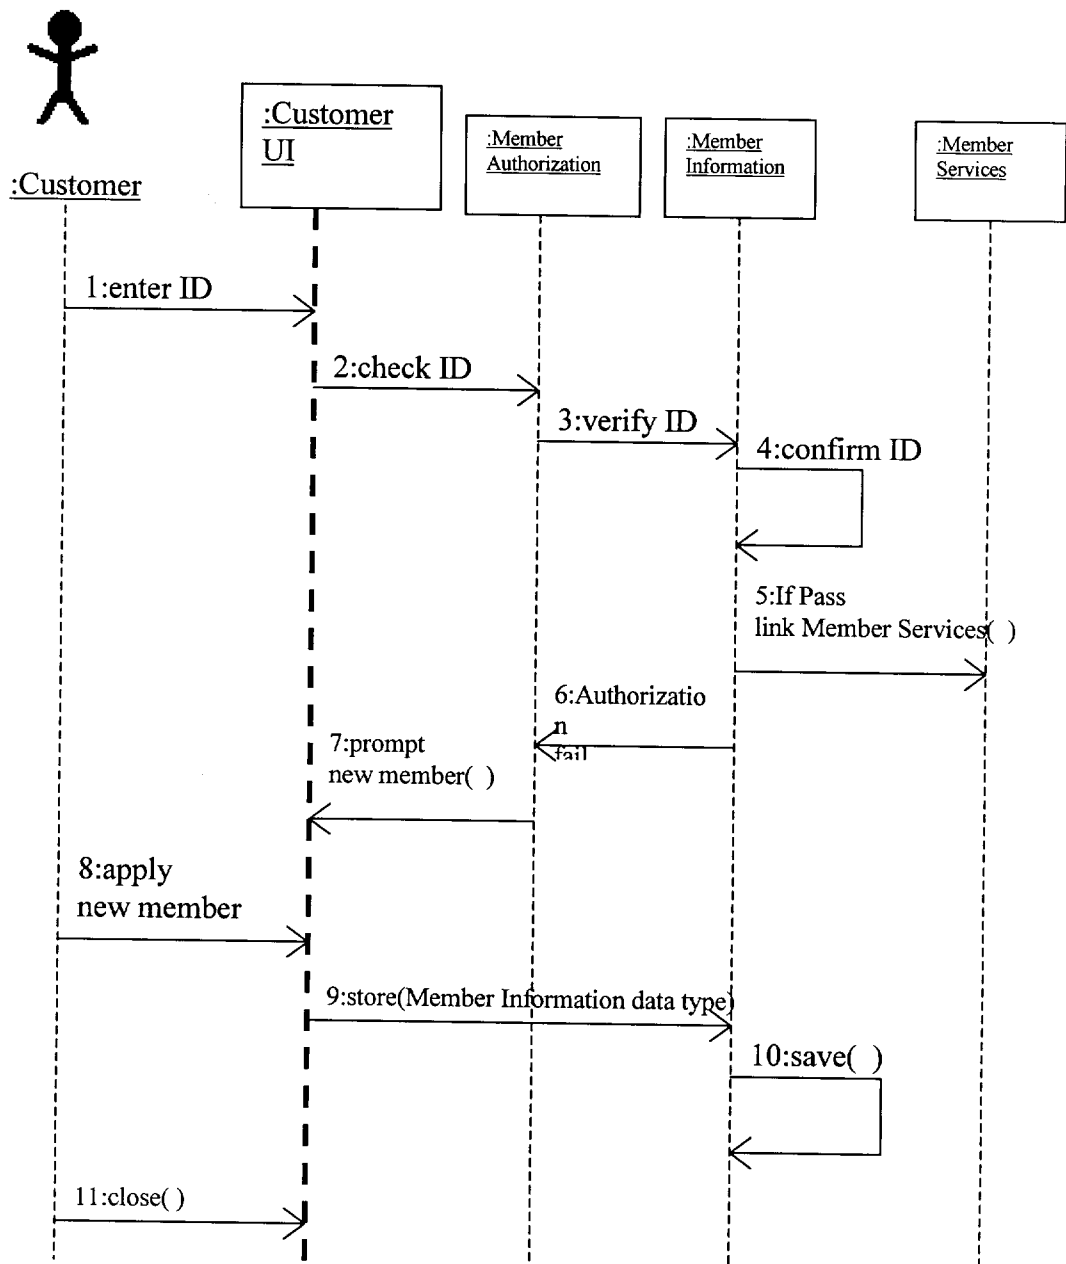 :Customer
:Customer
UI
:Member
Authorization
:Member
Information
:Member
Services
1:enter ID
2:check ID
3:verify ID
4:confirm ID
5:If Pass
link Member Services( )
6:Authorizatio
n
fail
7:prompt
new member( )
8:apply
new member
9:store(Member Information data type)
10:save( )
11:close( )